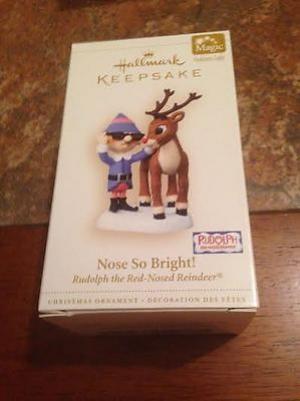 Magic
Hallmark
KEEPSAKE
Nose So Bright!
Rudolph the Red-Nosed Reindeer®
RUDOLPH
CHRISTMAS ORNAMENT • DÉCORATION DES FÊTES